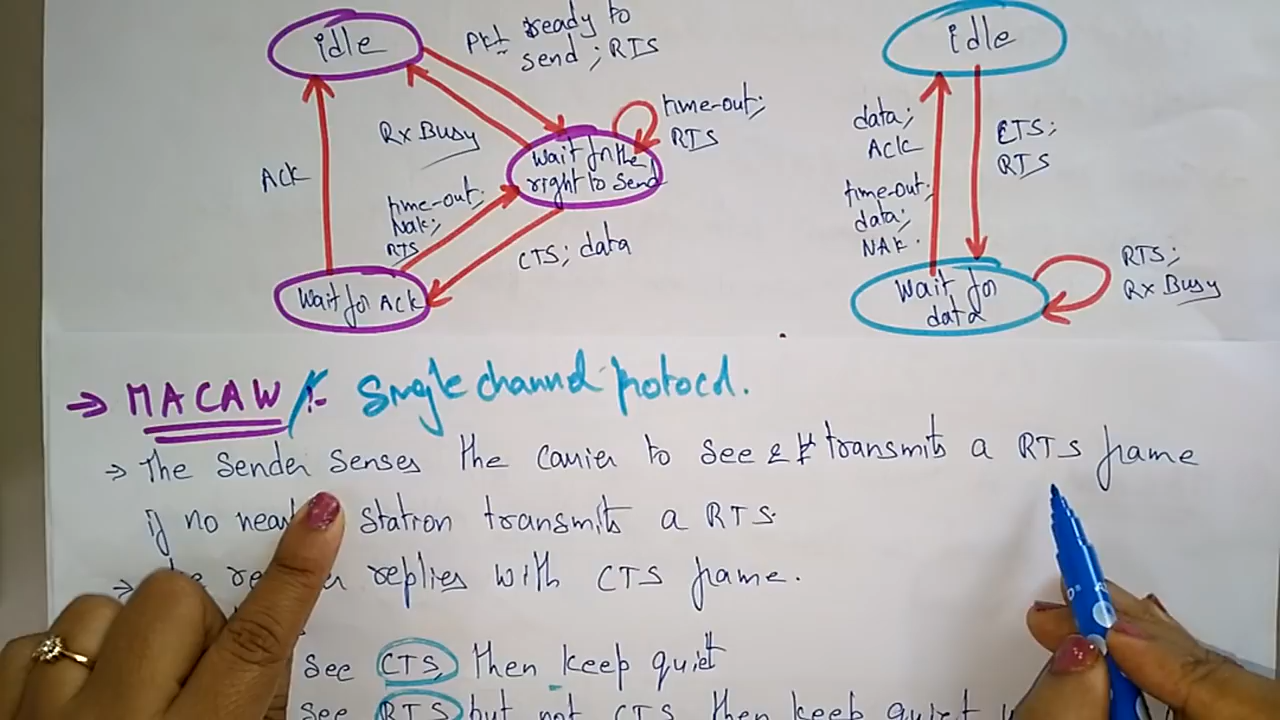 idle
Pkt ready to
send ; RTS
Rx Busy
time-out;
RTS
Wait for the
right to send
Ack
time-out;
Nak;
RTS
CTS; data
Wait for Ack
idle
data;
Ack
CTS;
RTS
time-out;
data;
NAK.
RTS;
Rx Busy
Wait for
data
→ MACAW :- Single channel protocol.
→ The sender senses the carrier to see & transmits a RTS frame
if no near station transmits a RTS.
→ replies with CTS frame.
see CTS, then keep quiet
see RTS but not CTS then keep quiet